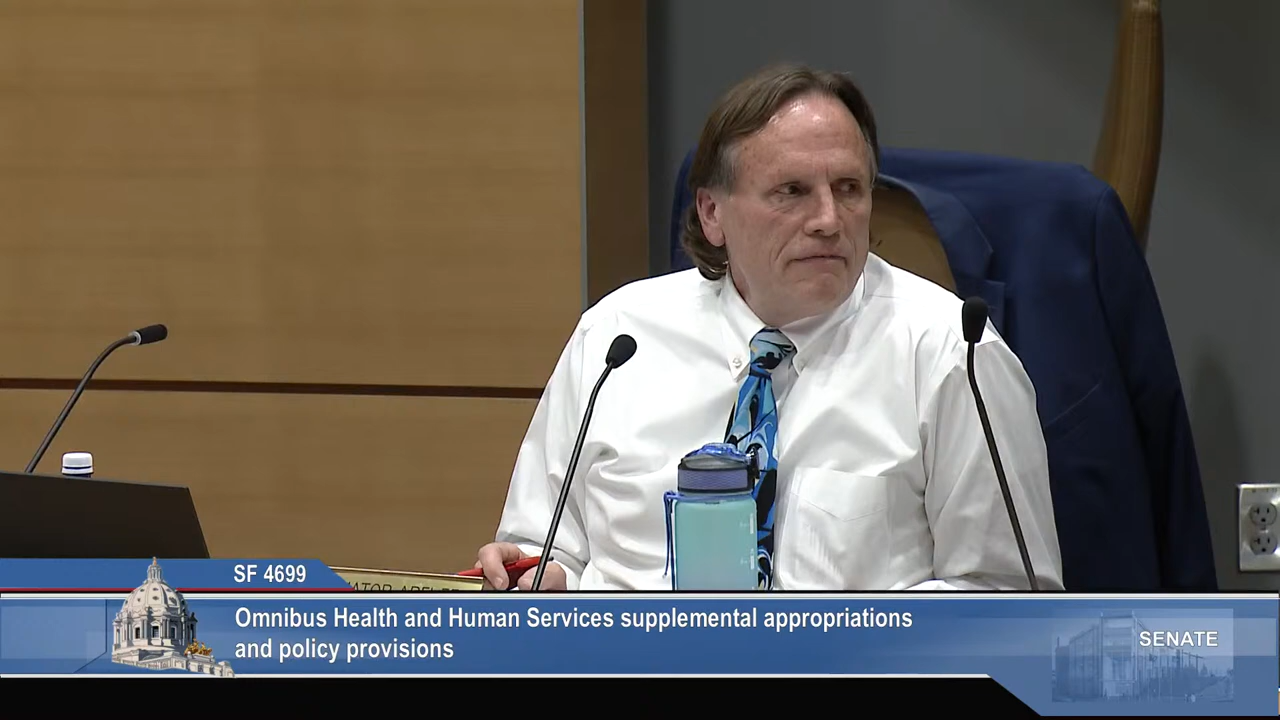 SF 4699
Omnibus Health and Human Services supplemental appropriations
and policy provisions
SENATE